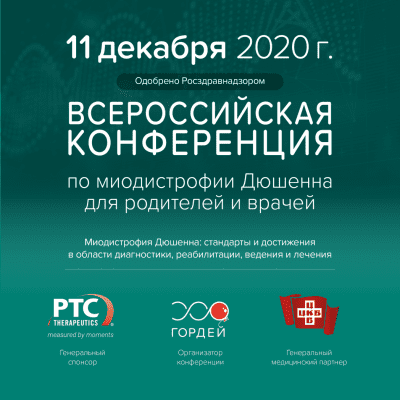 11 декабря 2020 г.
Одобрено Росздравнадзором
ВСЕРОССИЙСКАЯ
КОНФЕРЕНЦИЯ
по миодистрофии Дюшенна
для родителей и врачей
Миодистрофия Дюшенна: стандарты и достижения
в области диагностики, реабилитации, ведения и лечения
PTC
THERAPEUTICS
measured by moments
Генеральный
спонсор
ГОРДЕЙ
Организатор
конференции
ЦКБ
Генеральный
медицинский партнер